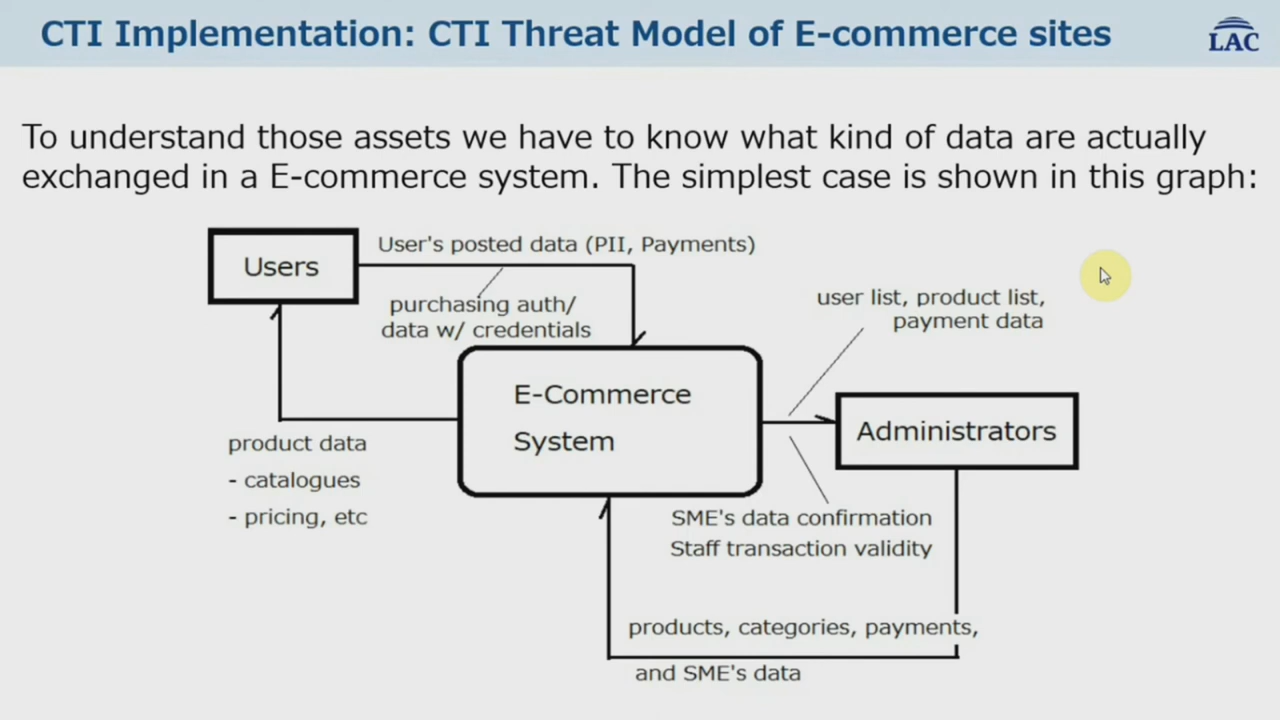 CTI Implementation: CTI Threat Model of E-commerce sites
LAC
To understand those assets we have to know what kind of data are actually
exchanged in a E-commerce system. The simplest case is shown in this graph:
Users
User's posted data (PII, Payments)
purchasing auth/
data w/ credentials
user list, product list,
payment data
E-Commerce
System
Administrators
product data
- catalogues
- pricing, etc
SME's data confirmation
Staff transaction validity
products, categories, payments,
and SME's data